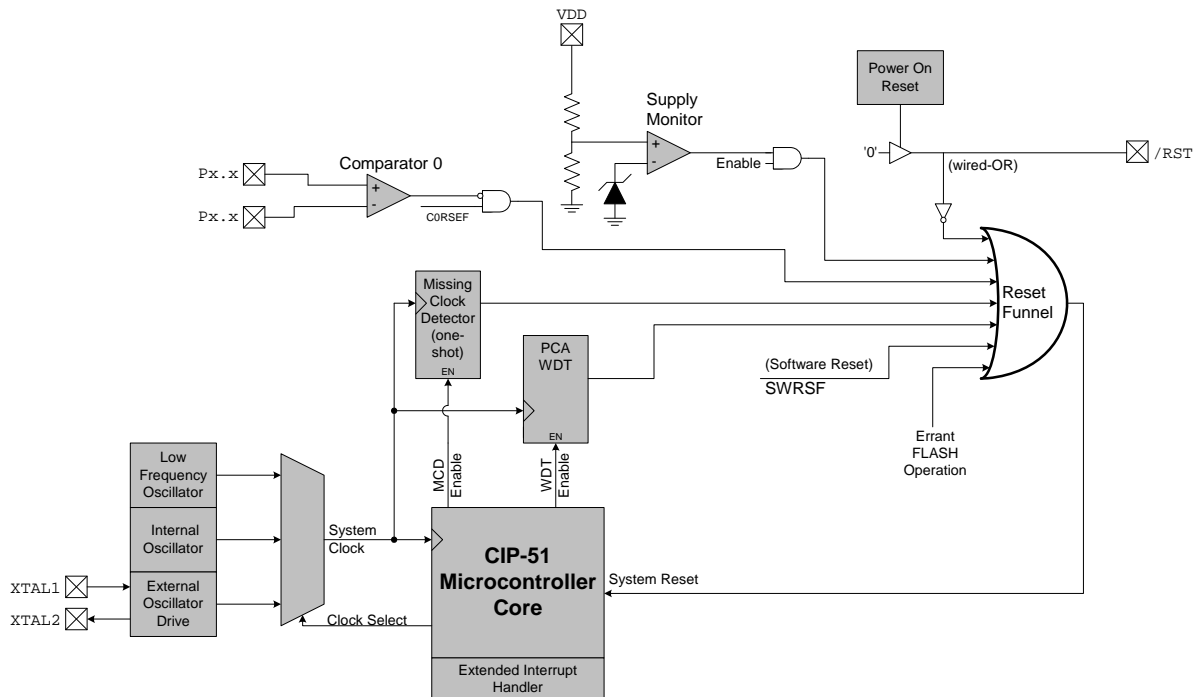 VDD
Power On
Reset
Supply
Monitor
+
-
Enable
'0'
(wired-OR)
/RST
Comparator 0
Px.x
Px.x
+
-
C0RSEF
Missing
Clock
Detector
(one-
shot)
EN
PCA
WDT
EN
Reset
Funnel
(Software Reset)
SWRSF
Errant
FLASH
Operation
MCD
Enable
WDT
Enable
Low
Frequency
Oscillator
Internal
Oscillator
External
Oscillator
Drive
XTAL1
XTAL2
System
Clock
Clock Select
CIP-51
Microcontroller
Core
System Reset
Extended Interrupt
Handler